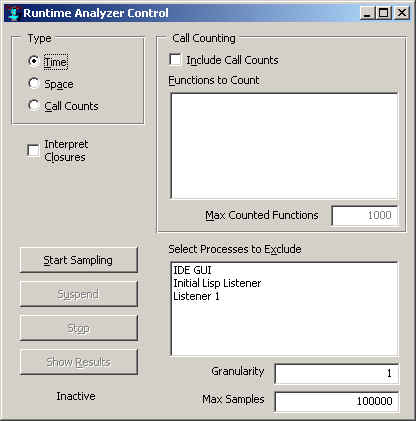 Runtime Analyzer Control
Type
Time
Space
Call Counts
Interpret
Closures
Call Counting
Include Call Counts
Functions to Count
Max Counted Functions 1000
Start Sampling
Suspend
Stop
Show Results
Inactive
Select Processes to Exclude
IDE GUI
Initial Lisp Listener
Listener 1
Granularity 1
Max Samples 100000